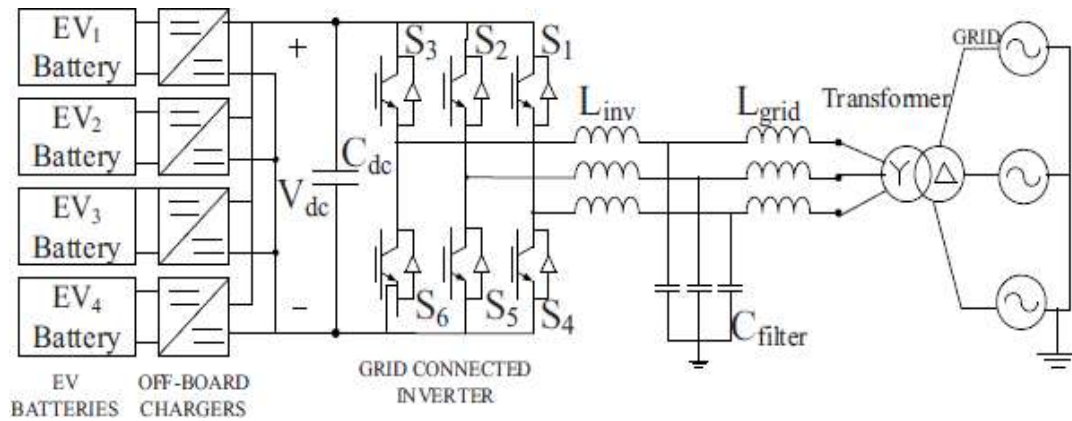 EV1
Battery
EV2
Battery
EV3
Battery
EV4
Battery
EV
BATTERIES
OFF-BOARD
CHARGERS
+
Cdc
Vdc
−
S3
S2
S1
S6
S5
S4
GRID CONNECTED
INVERTER
Linv
Lgrid
Cfilter
Transformer
GRID
Y
Δ